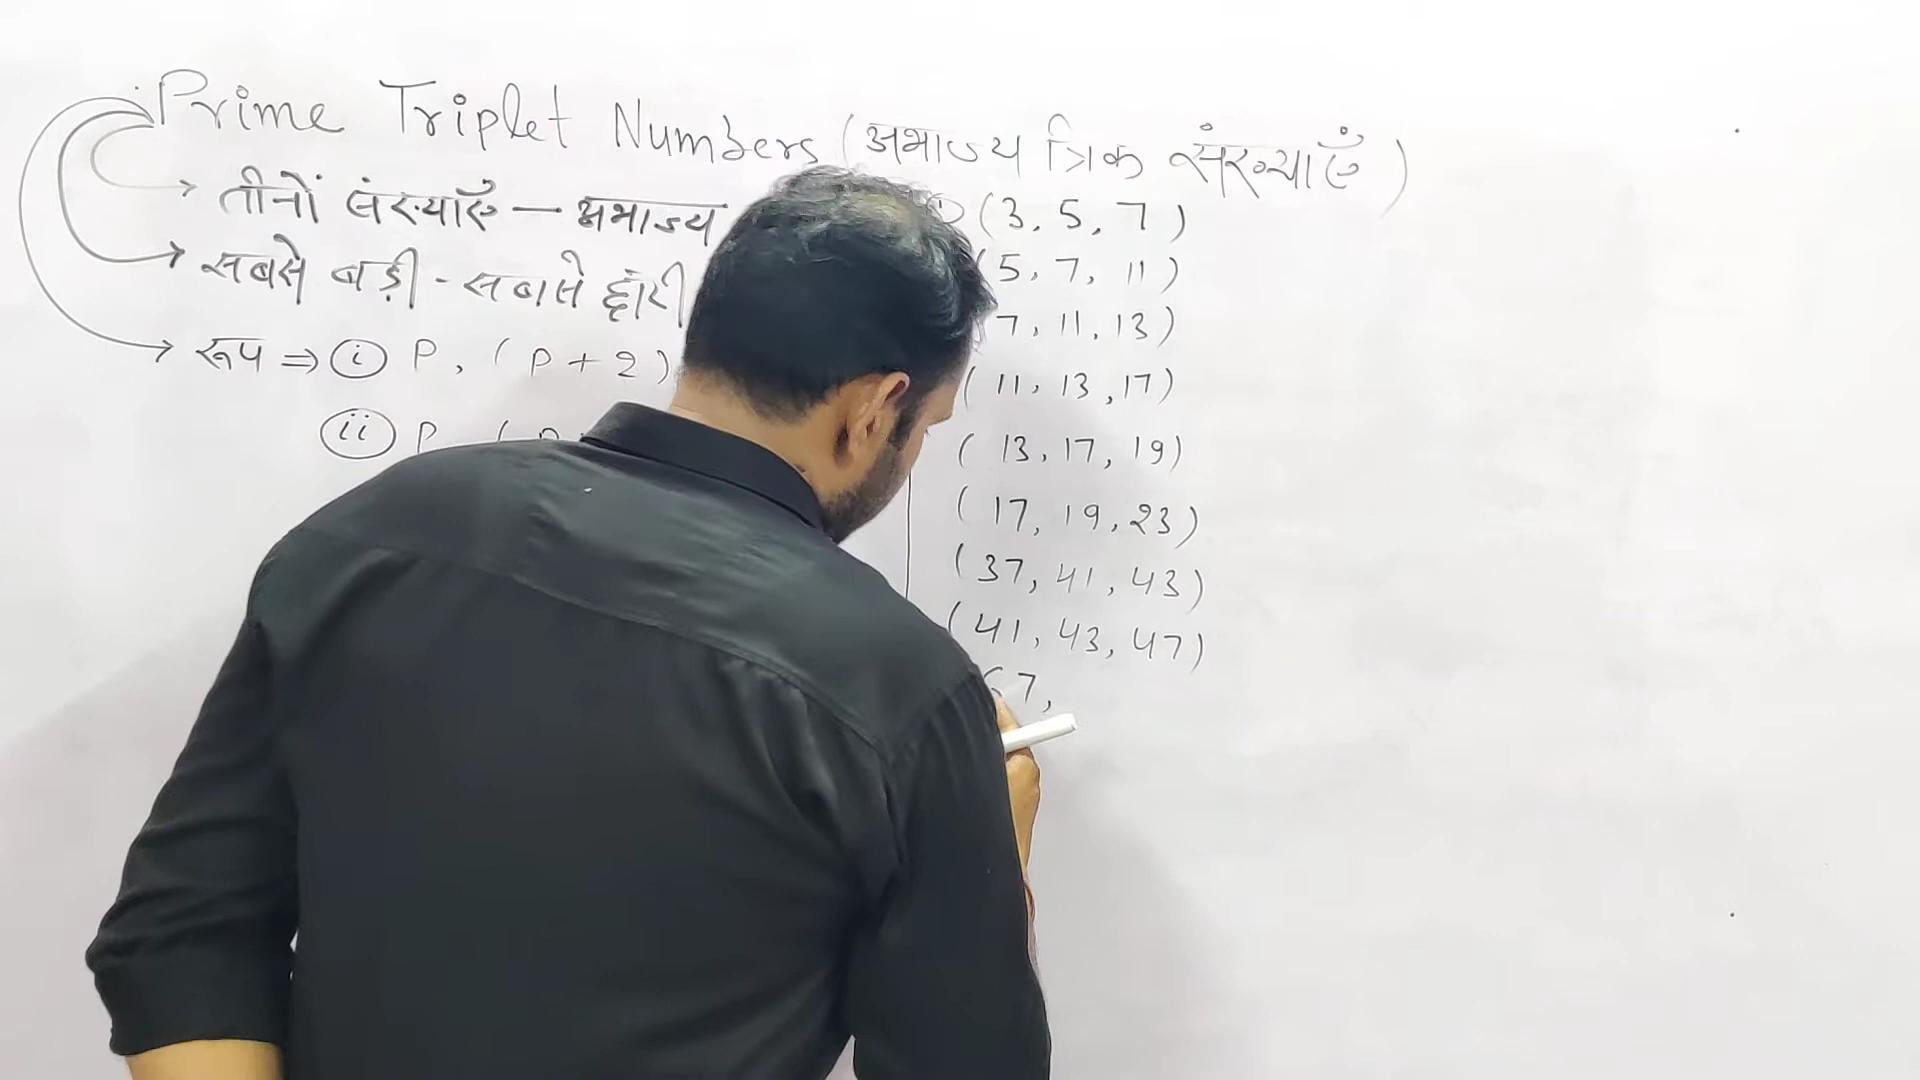 Prime Triplet Numbers (अभाज्य त्रिक संख्याएँ)
तीनों संख्याएँ — अभाज्य
सबसे बड़ी - सबसे छोटी
रूप ⇒ (i) P, (P + 2)
(ii) P, (P
(3, 5, 7)
(5, 7, 11)
7, 11, 13)
(11, 13, 17)
(13, 17, 19)
(17, 19, 23)
(37, 41, 43)
(41, 43, 47)
67,